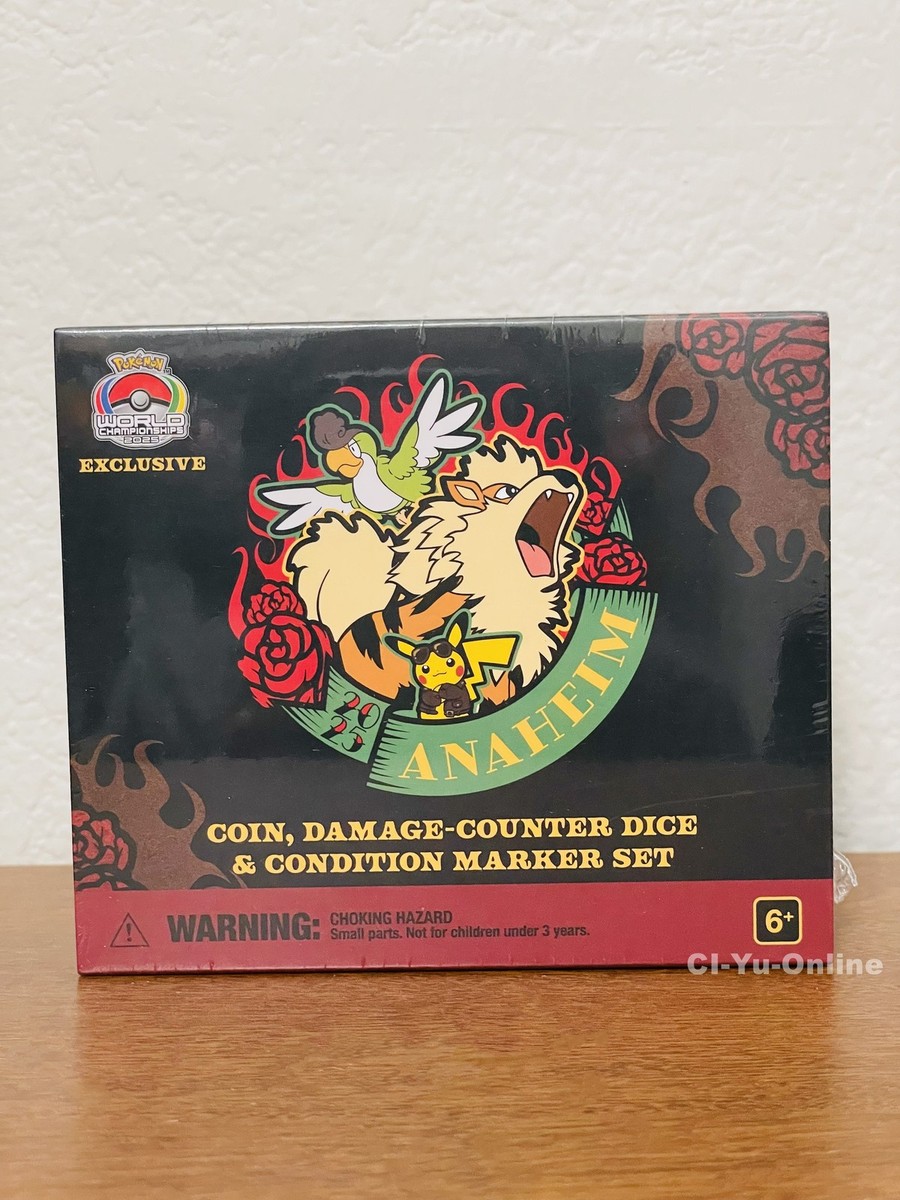 Pokémon
WORLD
CHAMPIONSHIPS
2025
EXCLUSIVE
2025
ANAHEIM
COIN, DAMAGE-COUNTER DICE
& CONDITION MARKER SET
WARNING:
CHOKING HAZARD
Small parts. Not for children under 3 years.
6+
CI-Yu-Online